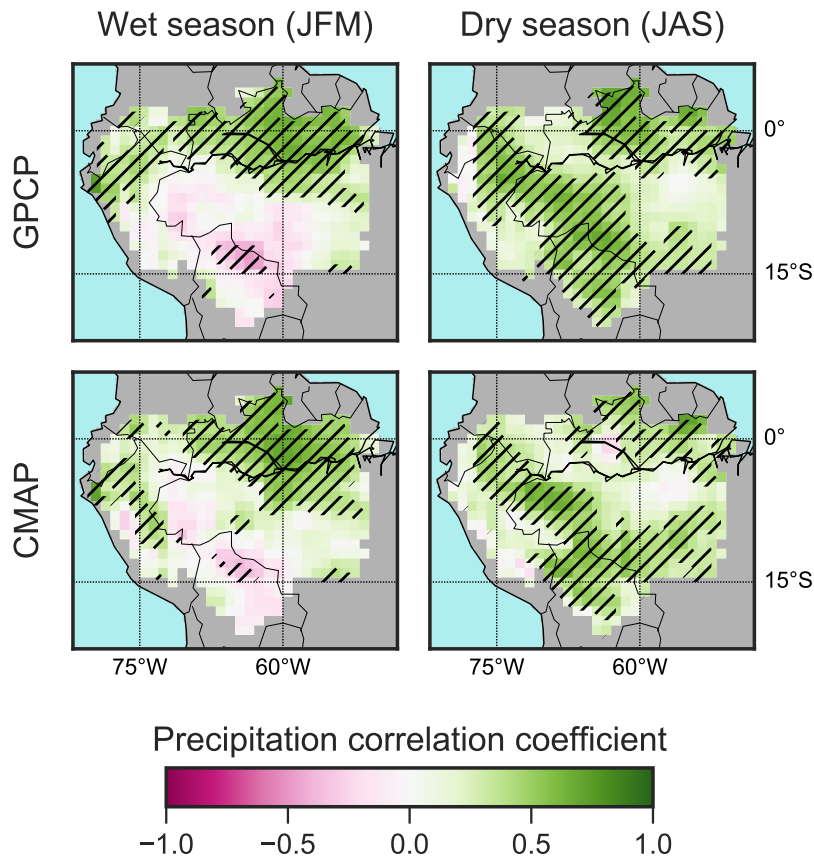 Wet season (JFM)
Dry season (JAS)
GPCP
0°
15°S
CMAP
0°
15°S
75°W
60°W
75°W
60°W
Precipitation correlation coefficient
−1.0
−0.5
0.0
0.5
1.0